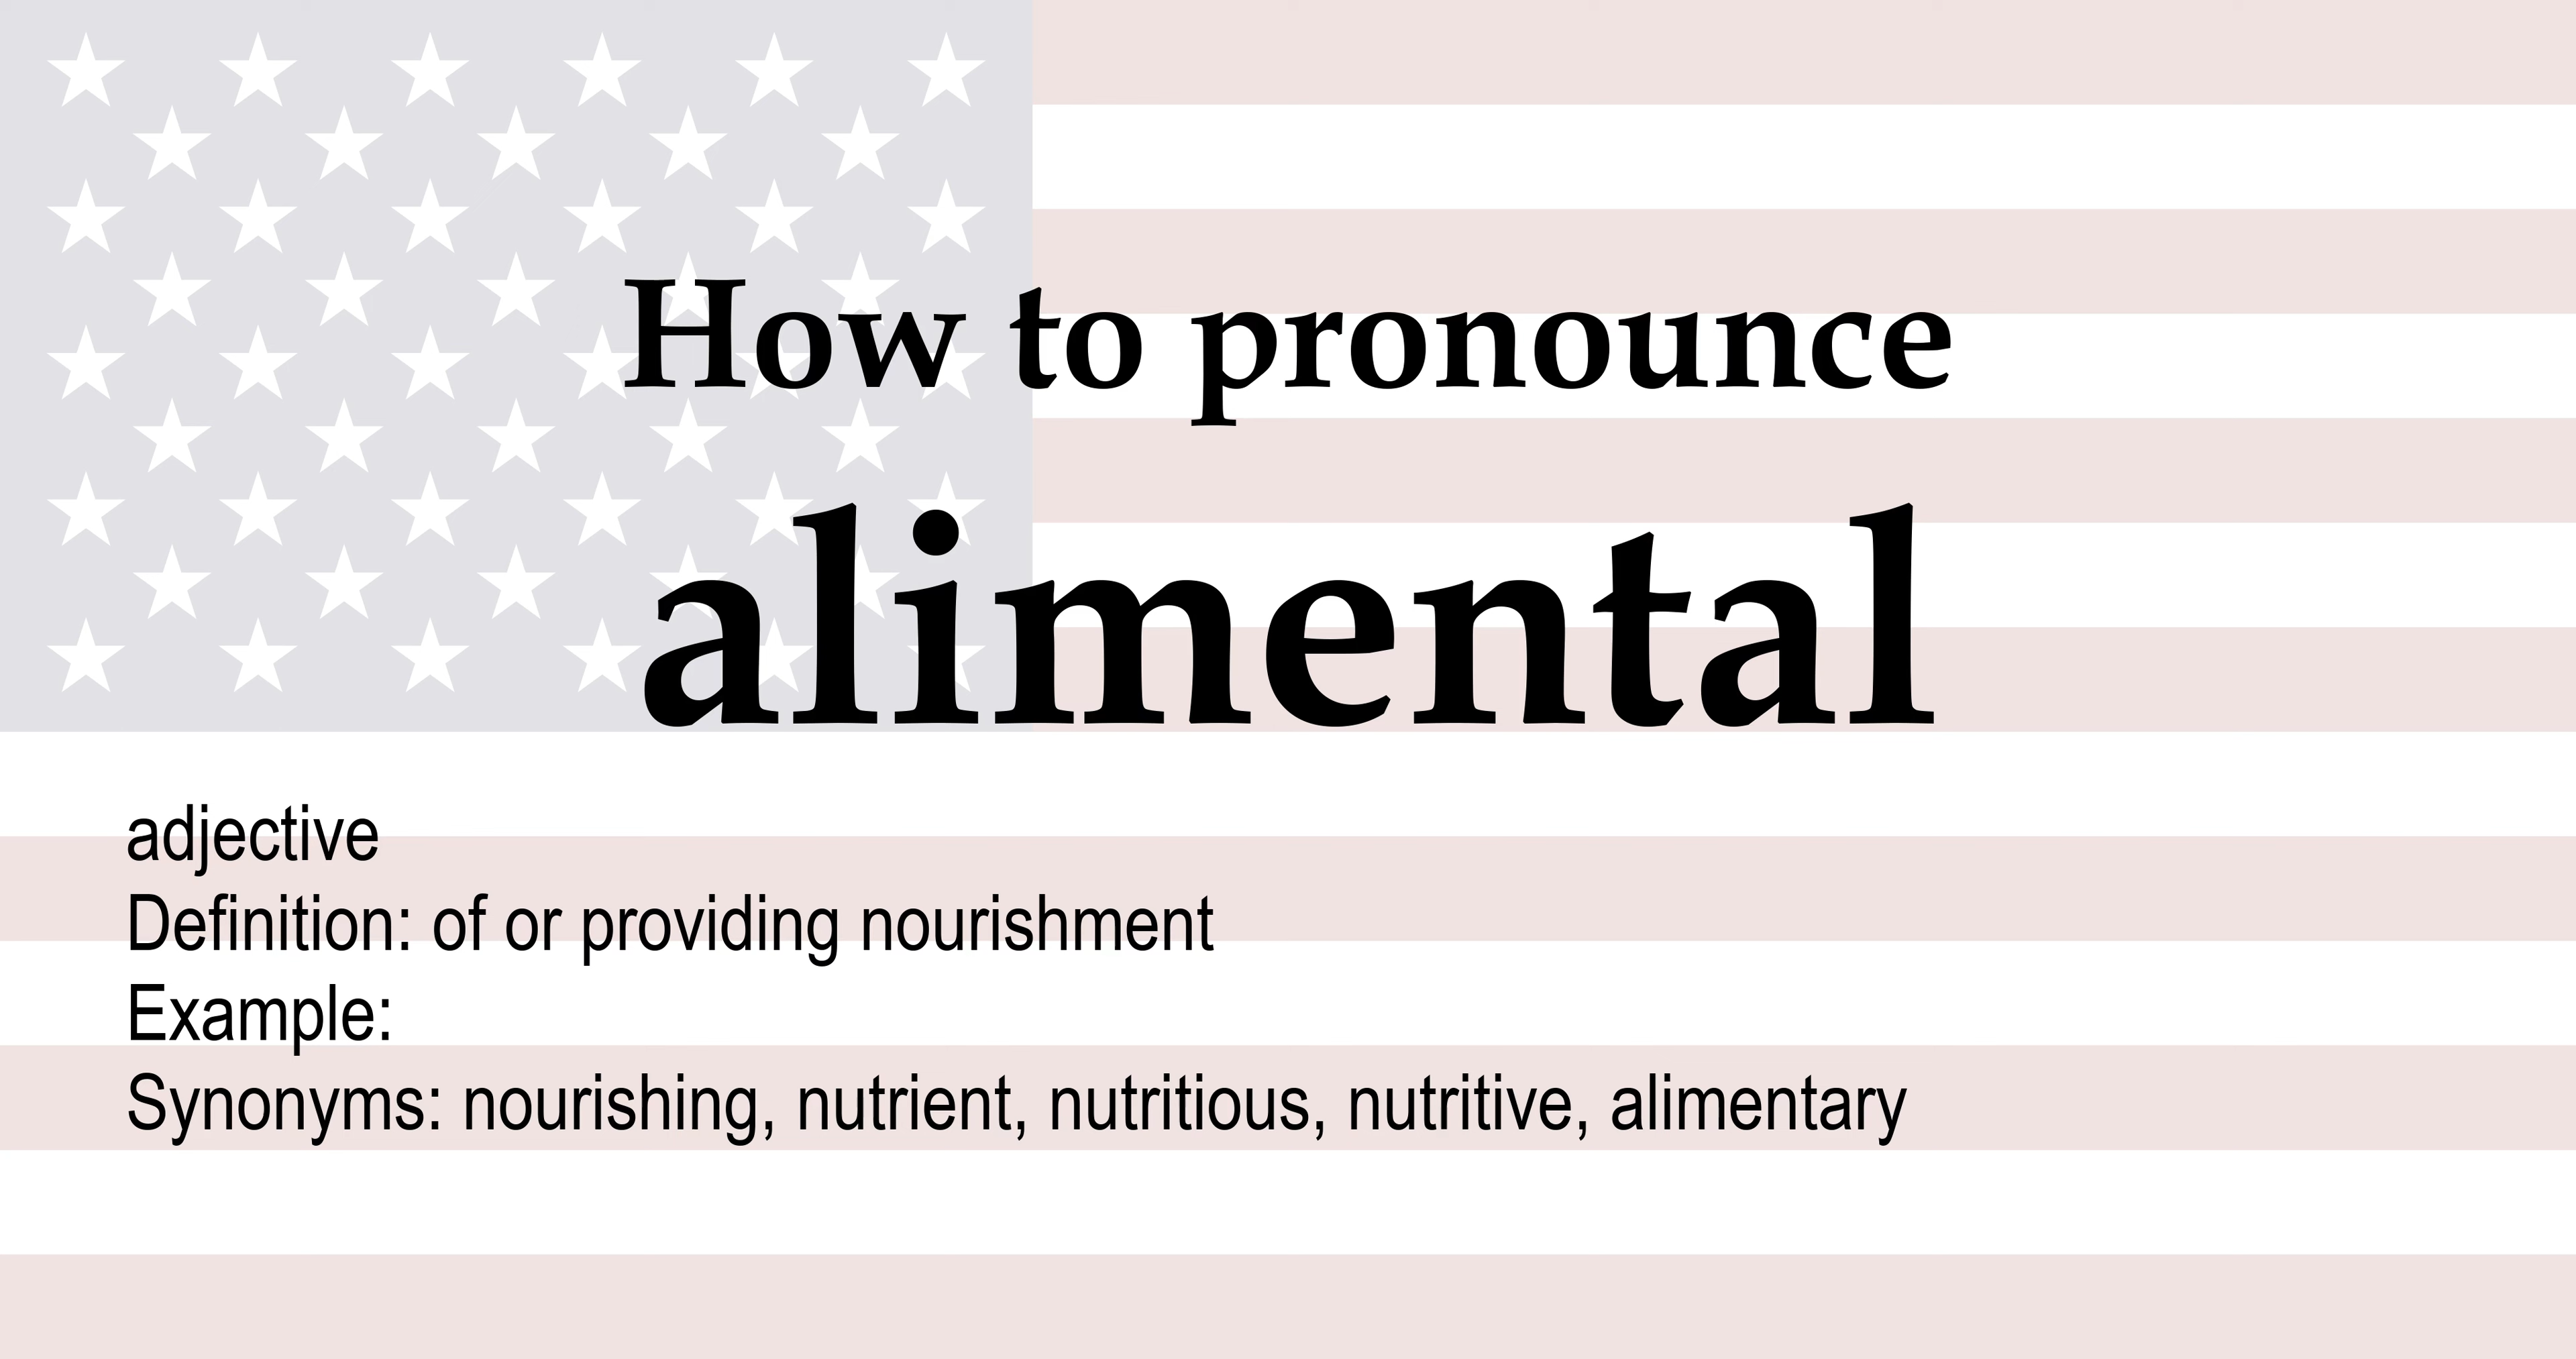 How to pronounce
alimental
adjective
Definition: of or providing nourishment
Example:
Synonyms: nourishing, nutrient, nutritious, nutritive, alimentary